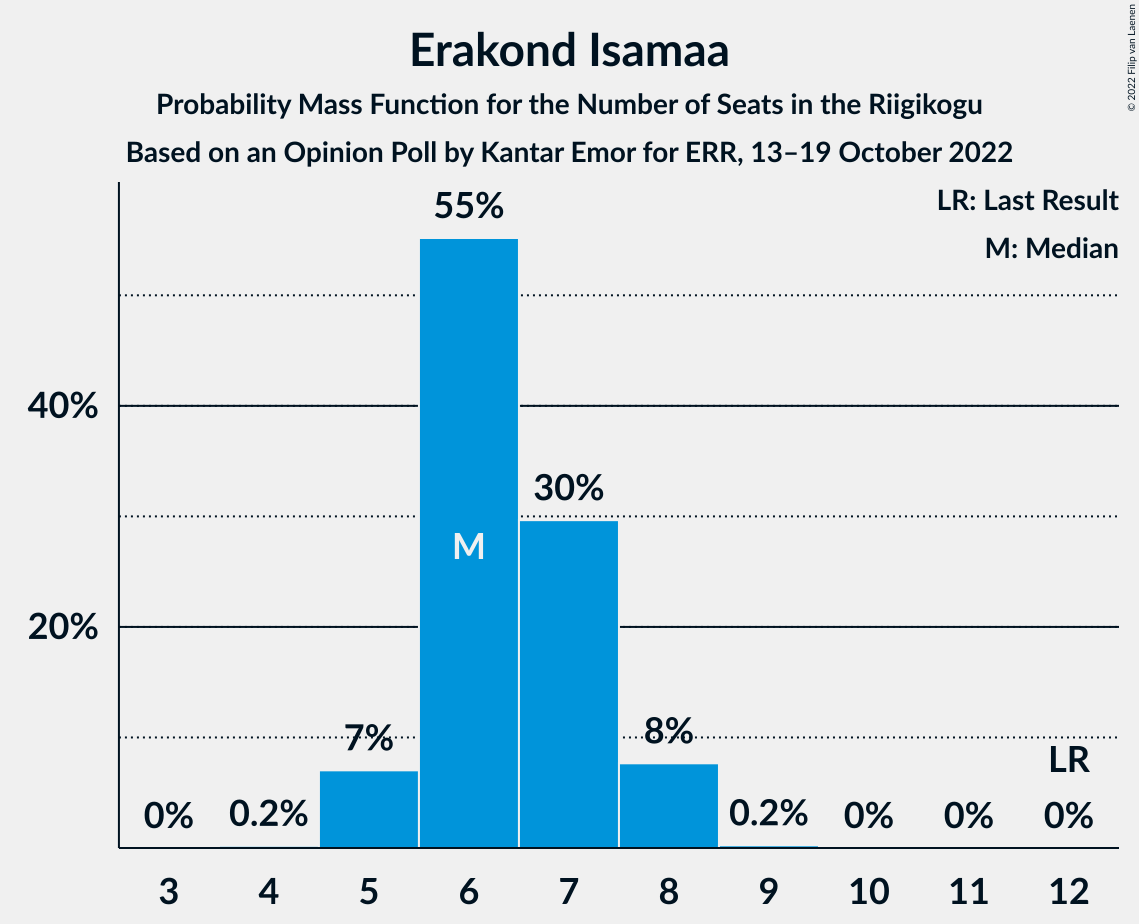 Erakond Isamaa
Probability Mass Function for the Number of Seats in the Riigikogu
Based on an Opinion Poll by Kantar Emor for ERR, 13–19 October 2022
© 2022 Filip van Laenen
LR: Last Result
M: Median
55%
40%
30%
M
20%
7%
8%
LR
0%
0.2%
0.2%
0%
0%
0%
3
4
5
6
7
8
9
10
11
12